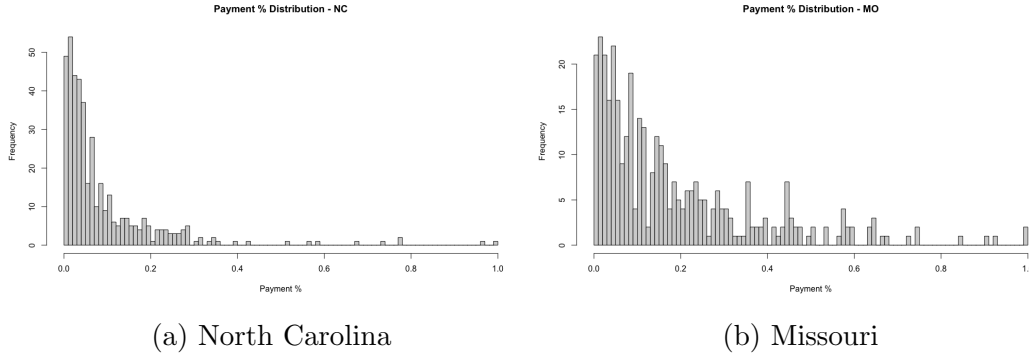 Payment % Distribution - NC
Frequency
50
40
30
20
10
0
0.0 0.2 0.4 0.6 0.8 1.0
Payment %
(a) North Carolina
Payment % Distribution - MO
Frequency
20
15
10
5
0
0.0 0.2 0.4 0.6 0.8 1.
Payment %
(b) Missouri